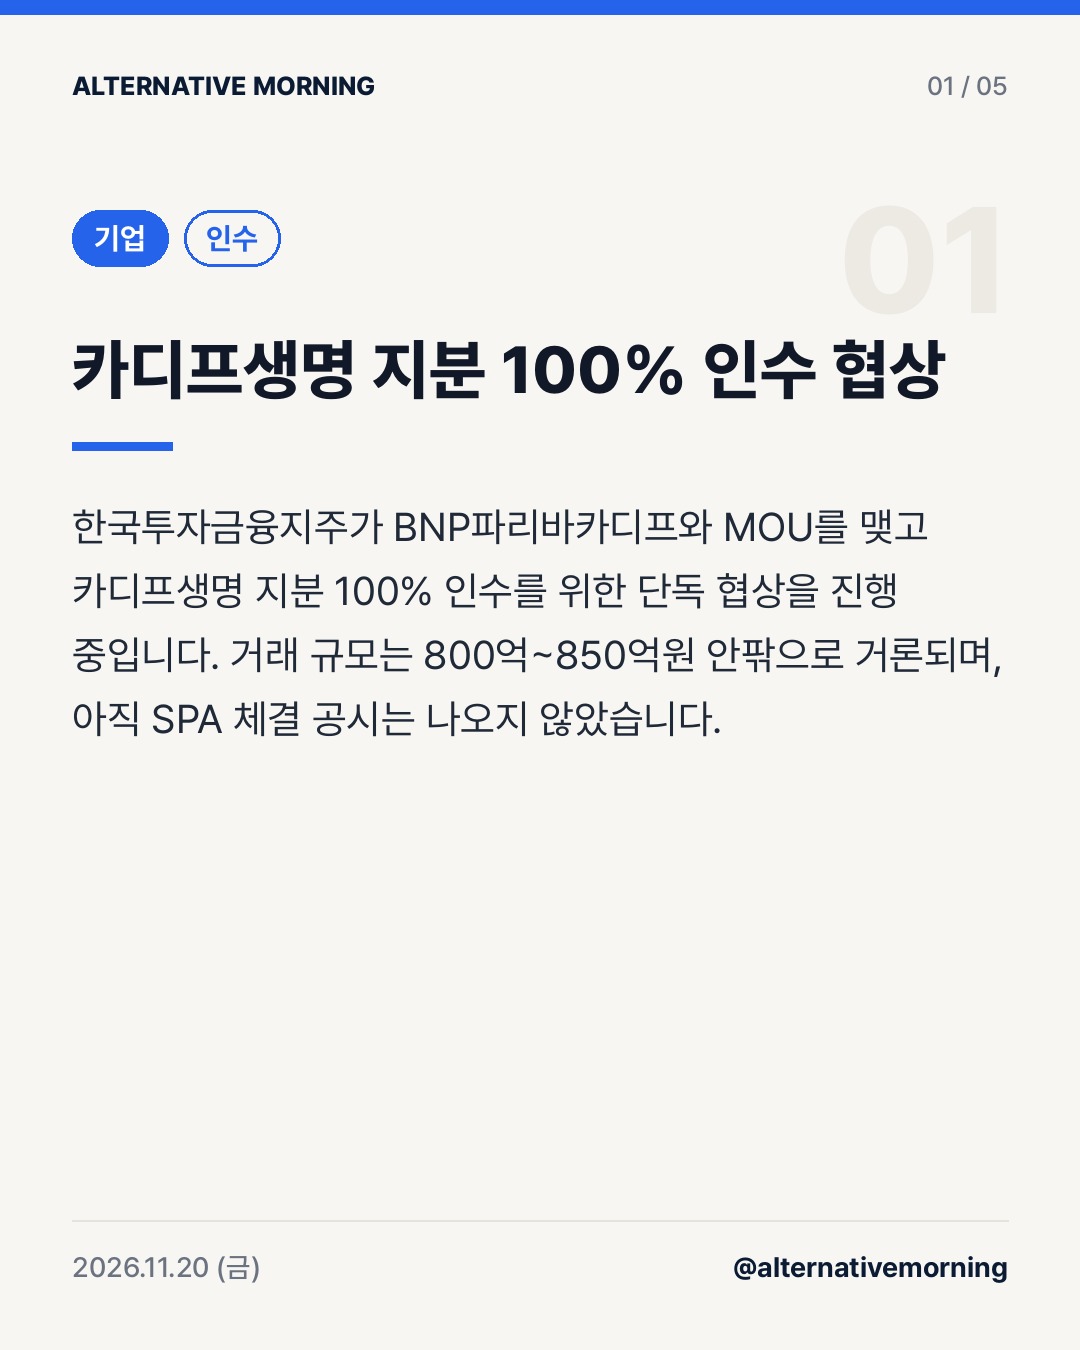 ALTERNATIVE MORNING
01 / 05
기업 인수
01
카디프생명 지분 100% 인수 협상
한국투자금융지주가 BNP파리바카디프와 MOU를 맺고
카디프생명 지분 100% 인수를 위한 단독 협상을 진행
중입니다. 거래 규모는 800억~850억원 안팎으로 거론되며,
아직 SPA 체결 공시는 나오지 않았습니다.
2026.11.20 (금)
@alternativemorning